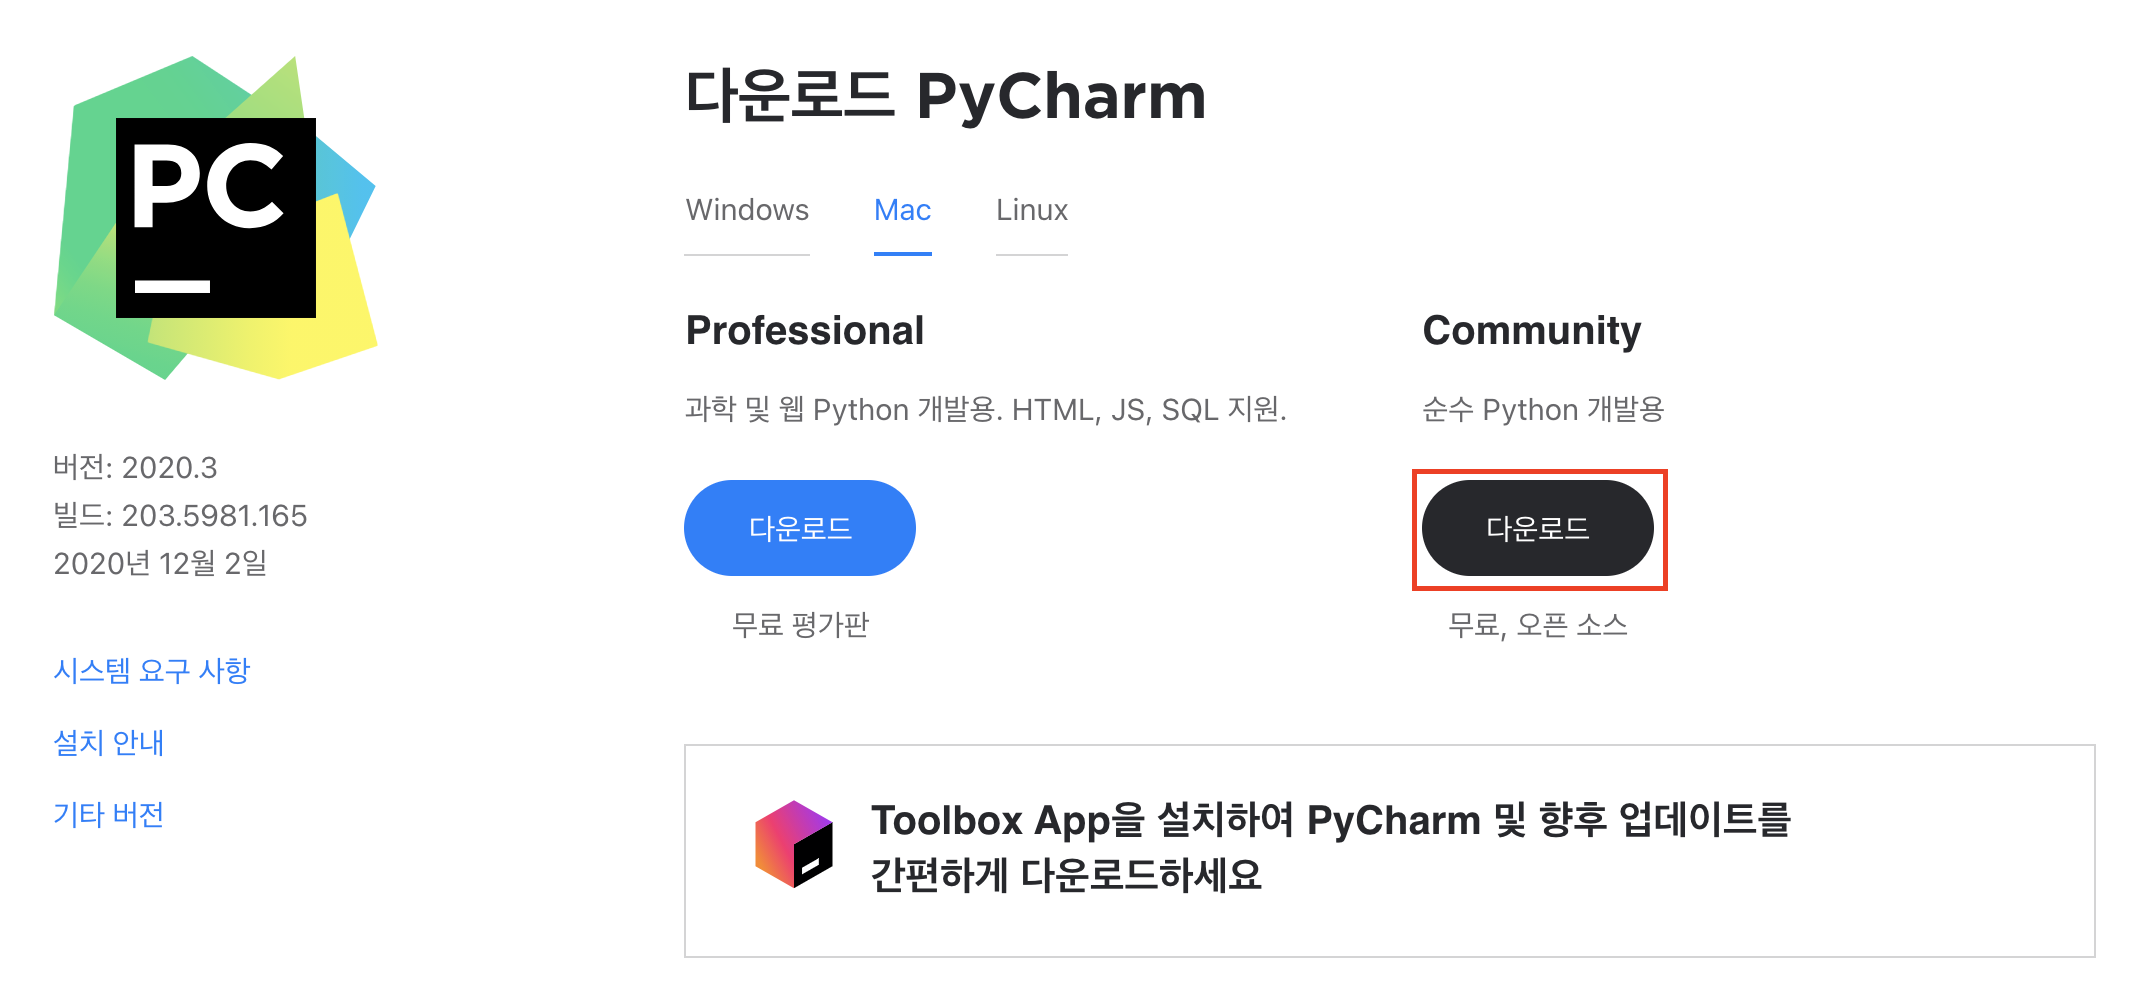 PC
버전: 2020.3
빌드: 203.5981.165
2020년 12월 2일
시스템 요구 사항
설치 안내
기타 버전
다운로드 PyCharm
Windows Mac Linux
Professional
과학 및 웹 Python 개발용. HTML, JS, SQL 지원.
다운로드
무료 평가판
Community
순수 Python 개발용
다운로드
무료, 오픈 소스
Toolbox App을 설치하여 PyCharm 및 향후 업데이트를
간편하게 다운로드하세요